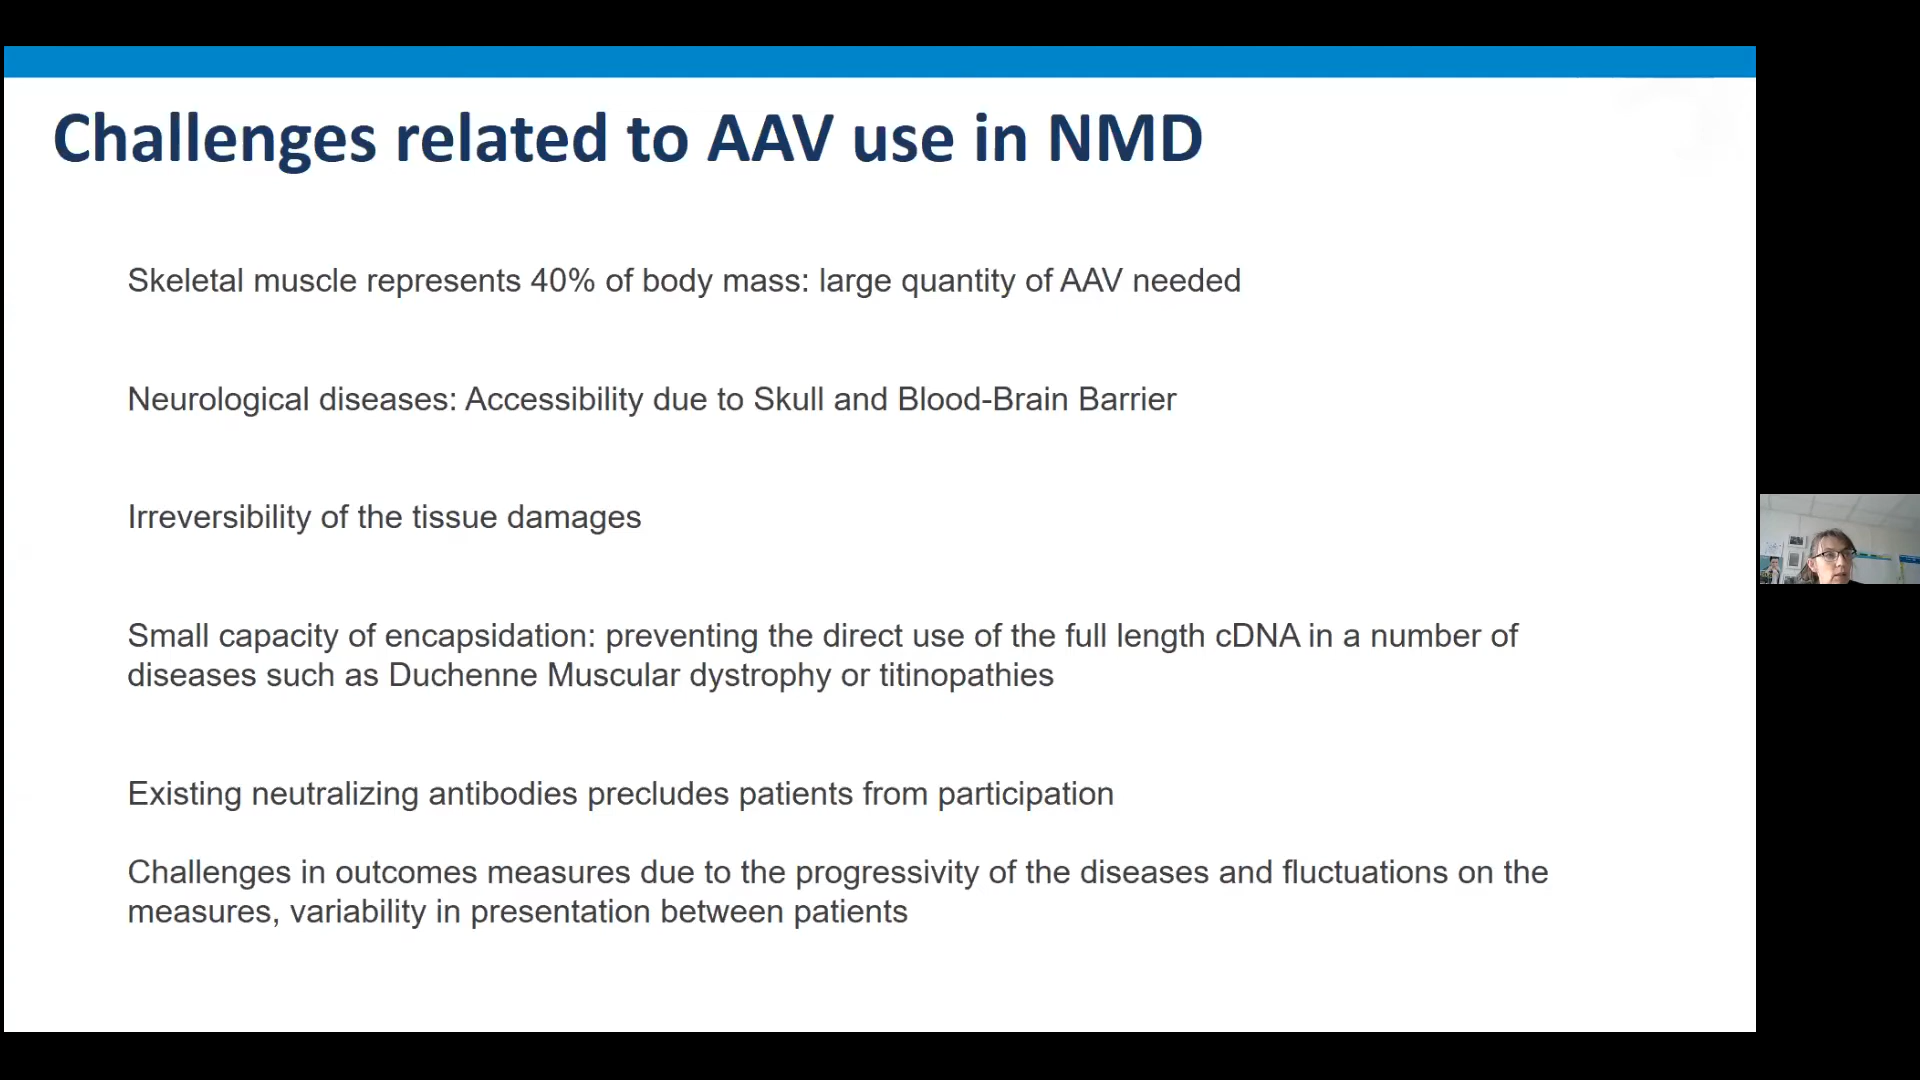 Challenges related to AAV use in NMD
Skeletal muscle represents 40% of body mass: large quantity of AAV needed
Neurological diseases: Accessibility due to Skull and Blood-Brain Barrier
Irreversibility of the tissue damages
Small capacity of encapsidation: preventing the direct use of the full length cDNA in a number of
diseases such as Duchenne Muscular dystrophy or titinopathies
Existing neutralizing antibodies precludes patients from participation
Challenges in outcomes measures due to the progressivity of the diseases and fluctuations on the
measures, variability in presentation between patients